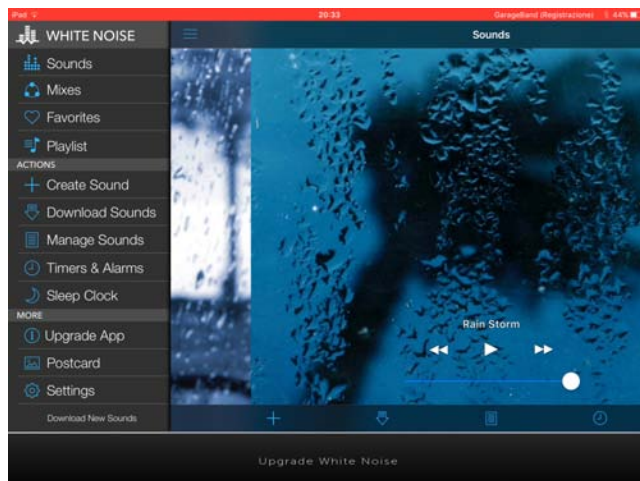 iPad 20:33 GarageBand (Registrazione) 44%
WHITE NOISE
Sounds
Sounds
Mixes
Favorites
Playlist
ACTIONS
Create Sound
Download Sounds
Manage Sounds
Timers & Alarms
Sleep Clock
MORE
Upgrade App
Postcard
Settings
Download New Sounds
Rain Storm
Upgrade White Noise